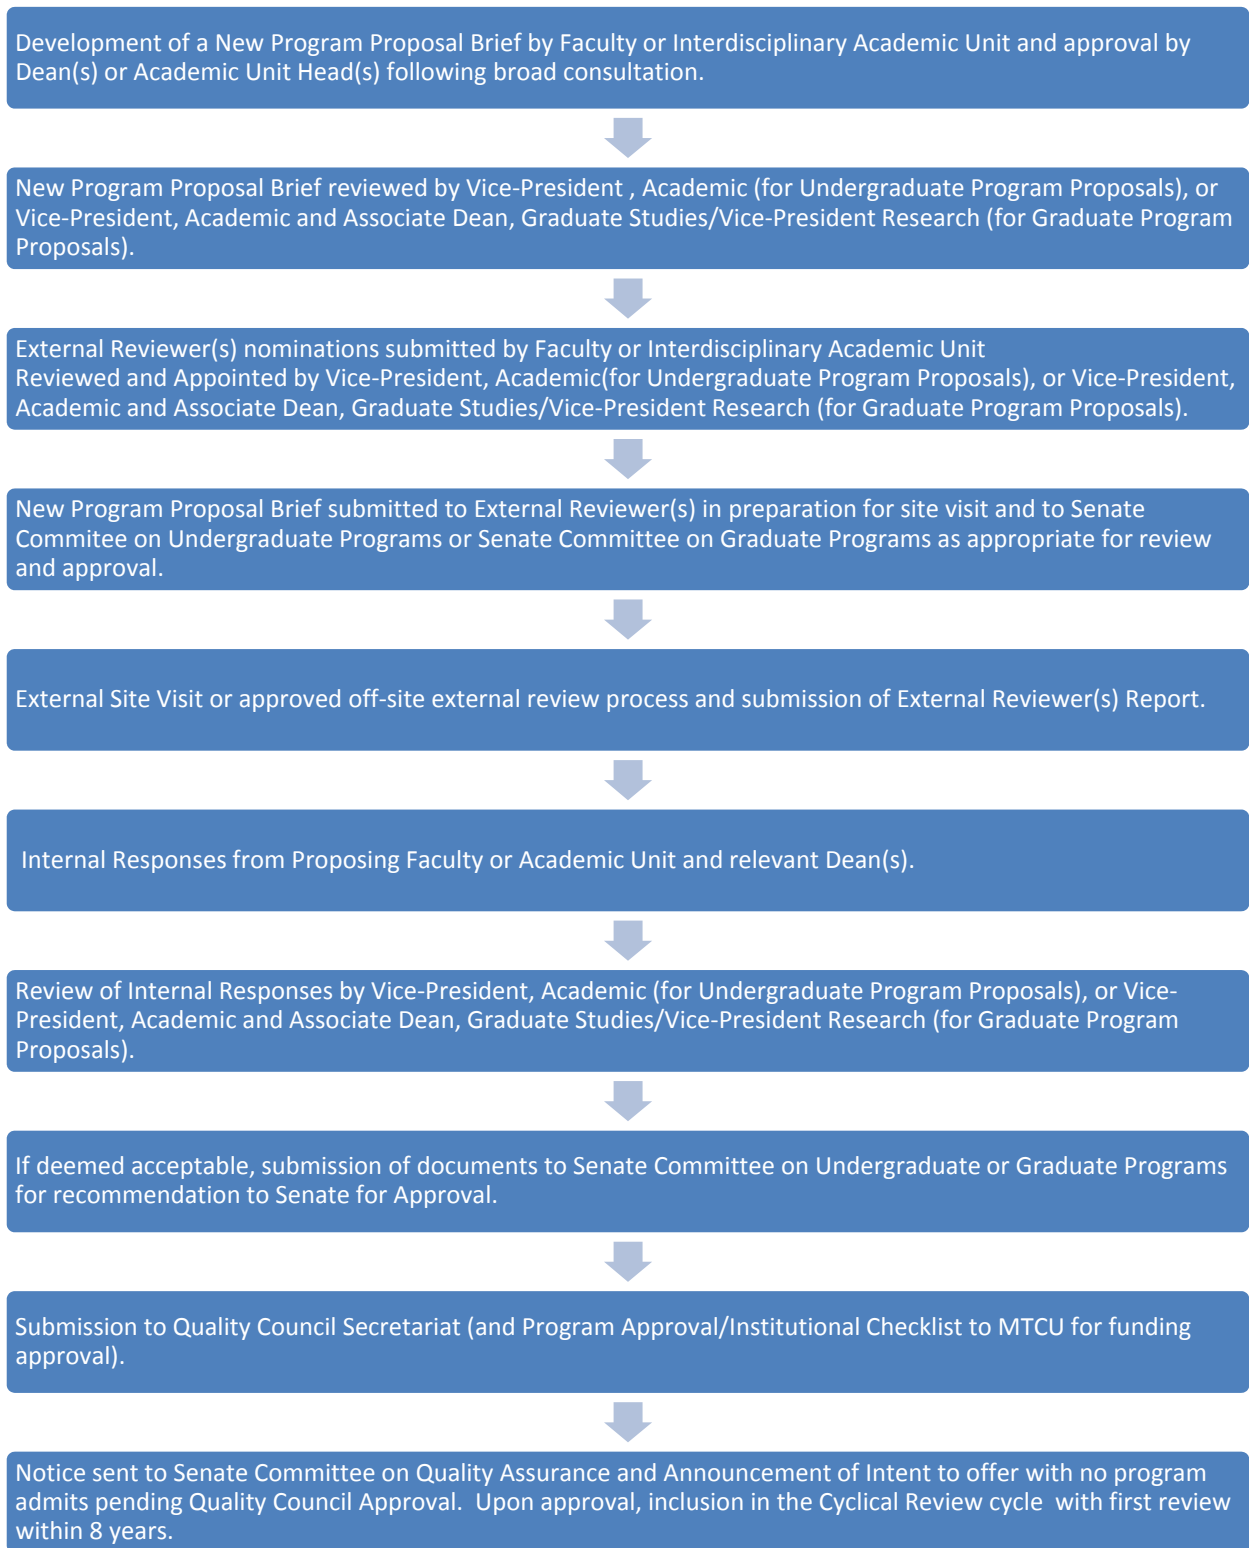 Development of a New Program Proposal Brief by Faculty or Interdisciplinary Academic Unit and approval by
Dean(s) or Academic Unit Head(s) following broad consultation.
New Program Proposal Brief reviewed by Vice-President , Academic (for Undergraduate Program Proposals), or
Vice-President, Academic and Associate Dean, Graduate Studies/Vice-President Research (for Graduate Program
Proposals).
External Reviewer(s) nominations submitted by Faculty or Interdisciplinary Academic Unit
Reviewed and Appointed by Vice-President, Academic(for Undergraduate Program Proposals), or Vice-President,
Academic and Associate Dean, Graduate Studies/Vice-President Research (for Graduate Program Proposals).
New Program Proposal Brief submitted to External Reviewer(s) in preparation for site visit and to Senate
Commitee on Undergraduate Programs or Senate Committee on Graduate Programs as appropriate for review
and approval.
External Site Visit or approved off-site external review process and submission of External Reviewer(s) Report.
Internal Responses from Proposing Faculty or Academic Unit and relevant Dean(s).
Review of Internal Responses by Vice-President, Academic (for Undergraduate Program Proposals), or Vice-
President, Academic and Associate Dean, Graduate Studies/Vice-President Research (for Graduate Program
Proposals).
If deemed acceptable, submission of documents to Senate Committee on Undergraduate or Graduate Programs
for recommendation to Senate for Approval.
Submission to Quality Council Secretariat (and Program Approval/Institutional Checklist to MTCU for funding
approval).
Notice sent to Senate Committee on Quality Assurance and Announcement of Intent to offer with no program
admits pending Quality Council Approval.  Upon approval, inclusion in the Cyclical Review cycle  with first review
within 8 years.